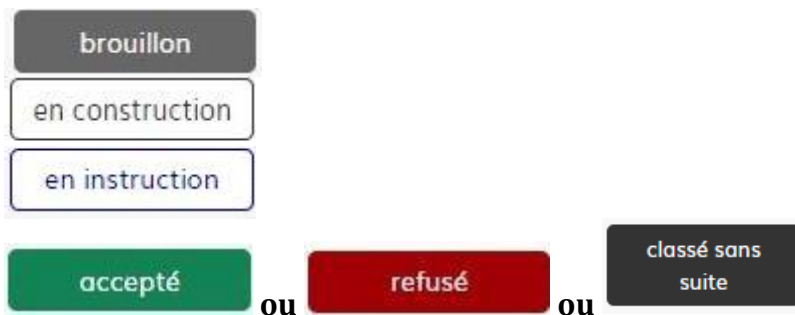 brouillon
en construction
en instruction
accepté ou refusé ou classé sans
suite